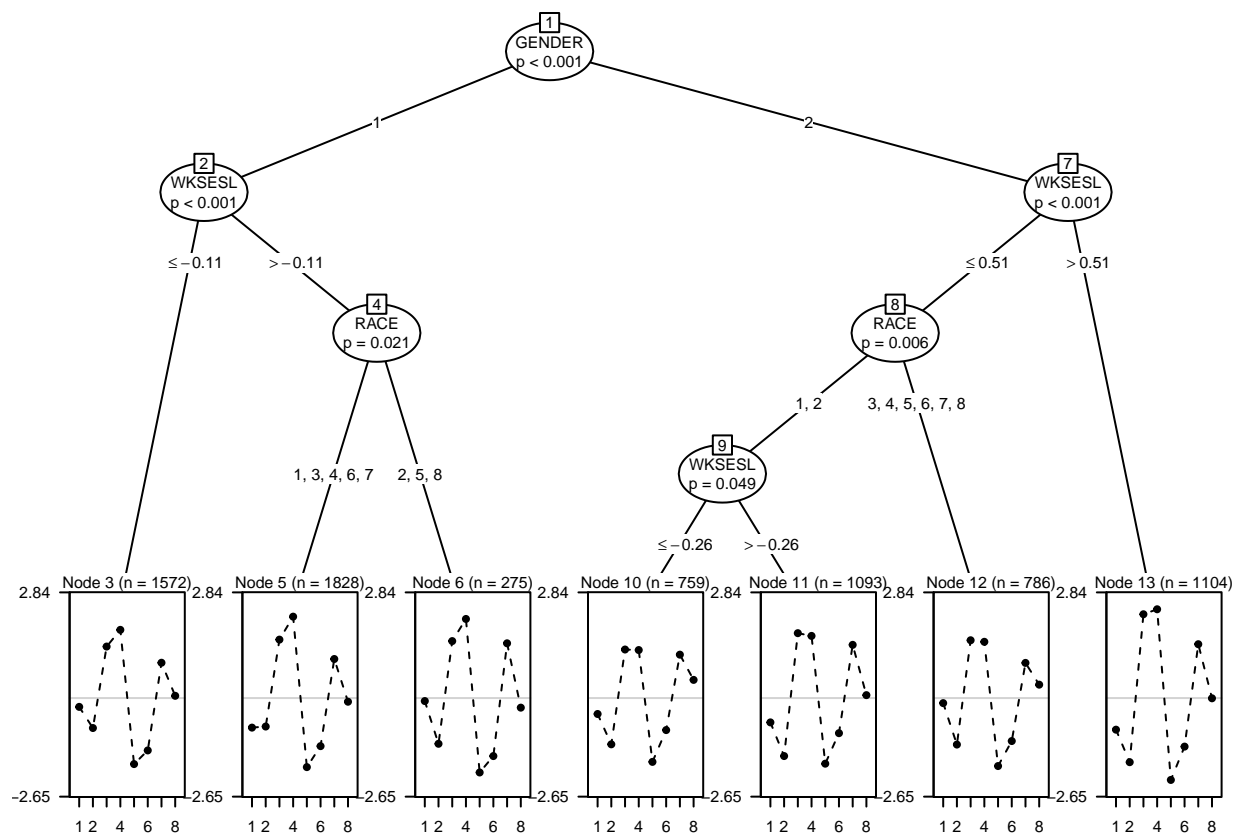 1
GENDER
p < 0.001
1
2
2
WKSESL
p < 0.001
7
WKSESL
p < 0.001
≤ −0.11
> −0.11
≤ 0.51
> 0.51
4
RACE
p = 0.021
8
RACE
p = 0.006
1, 2
3, 4, 5, 6, 7, 8
9
WKSESL
p = 0.049
1, 3, 4, 6, 7
2, 5, 8
≤ −0.26
> −0.26
Node 3 (n = 1572)
Node 5 (n = 1828)
Node 6 (n = 275)
Node 10 (n = 759)
Node 11 (n = 1093)
Node 12 (n = 786)
Node 13 (n = 1104)
2.84
2.84
2.84
2.84
2.84
2.84
2.84
−2.65
−2.65
−2.65
−2.65
−2.65
−2.65
−2.65
1 2 4 6 8
1 2 4 6 8
1 2 4 6 8
1 2 4 6 8
1 2 4 6 8
1 2 4 6 8
1 2 4 6 8